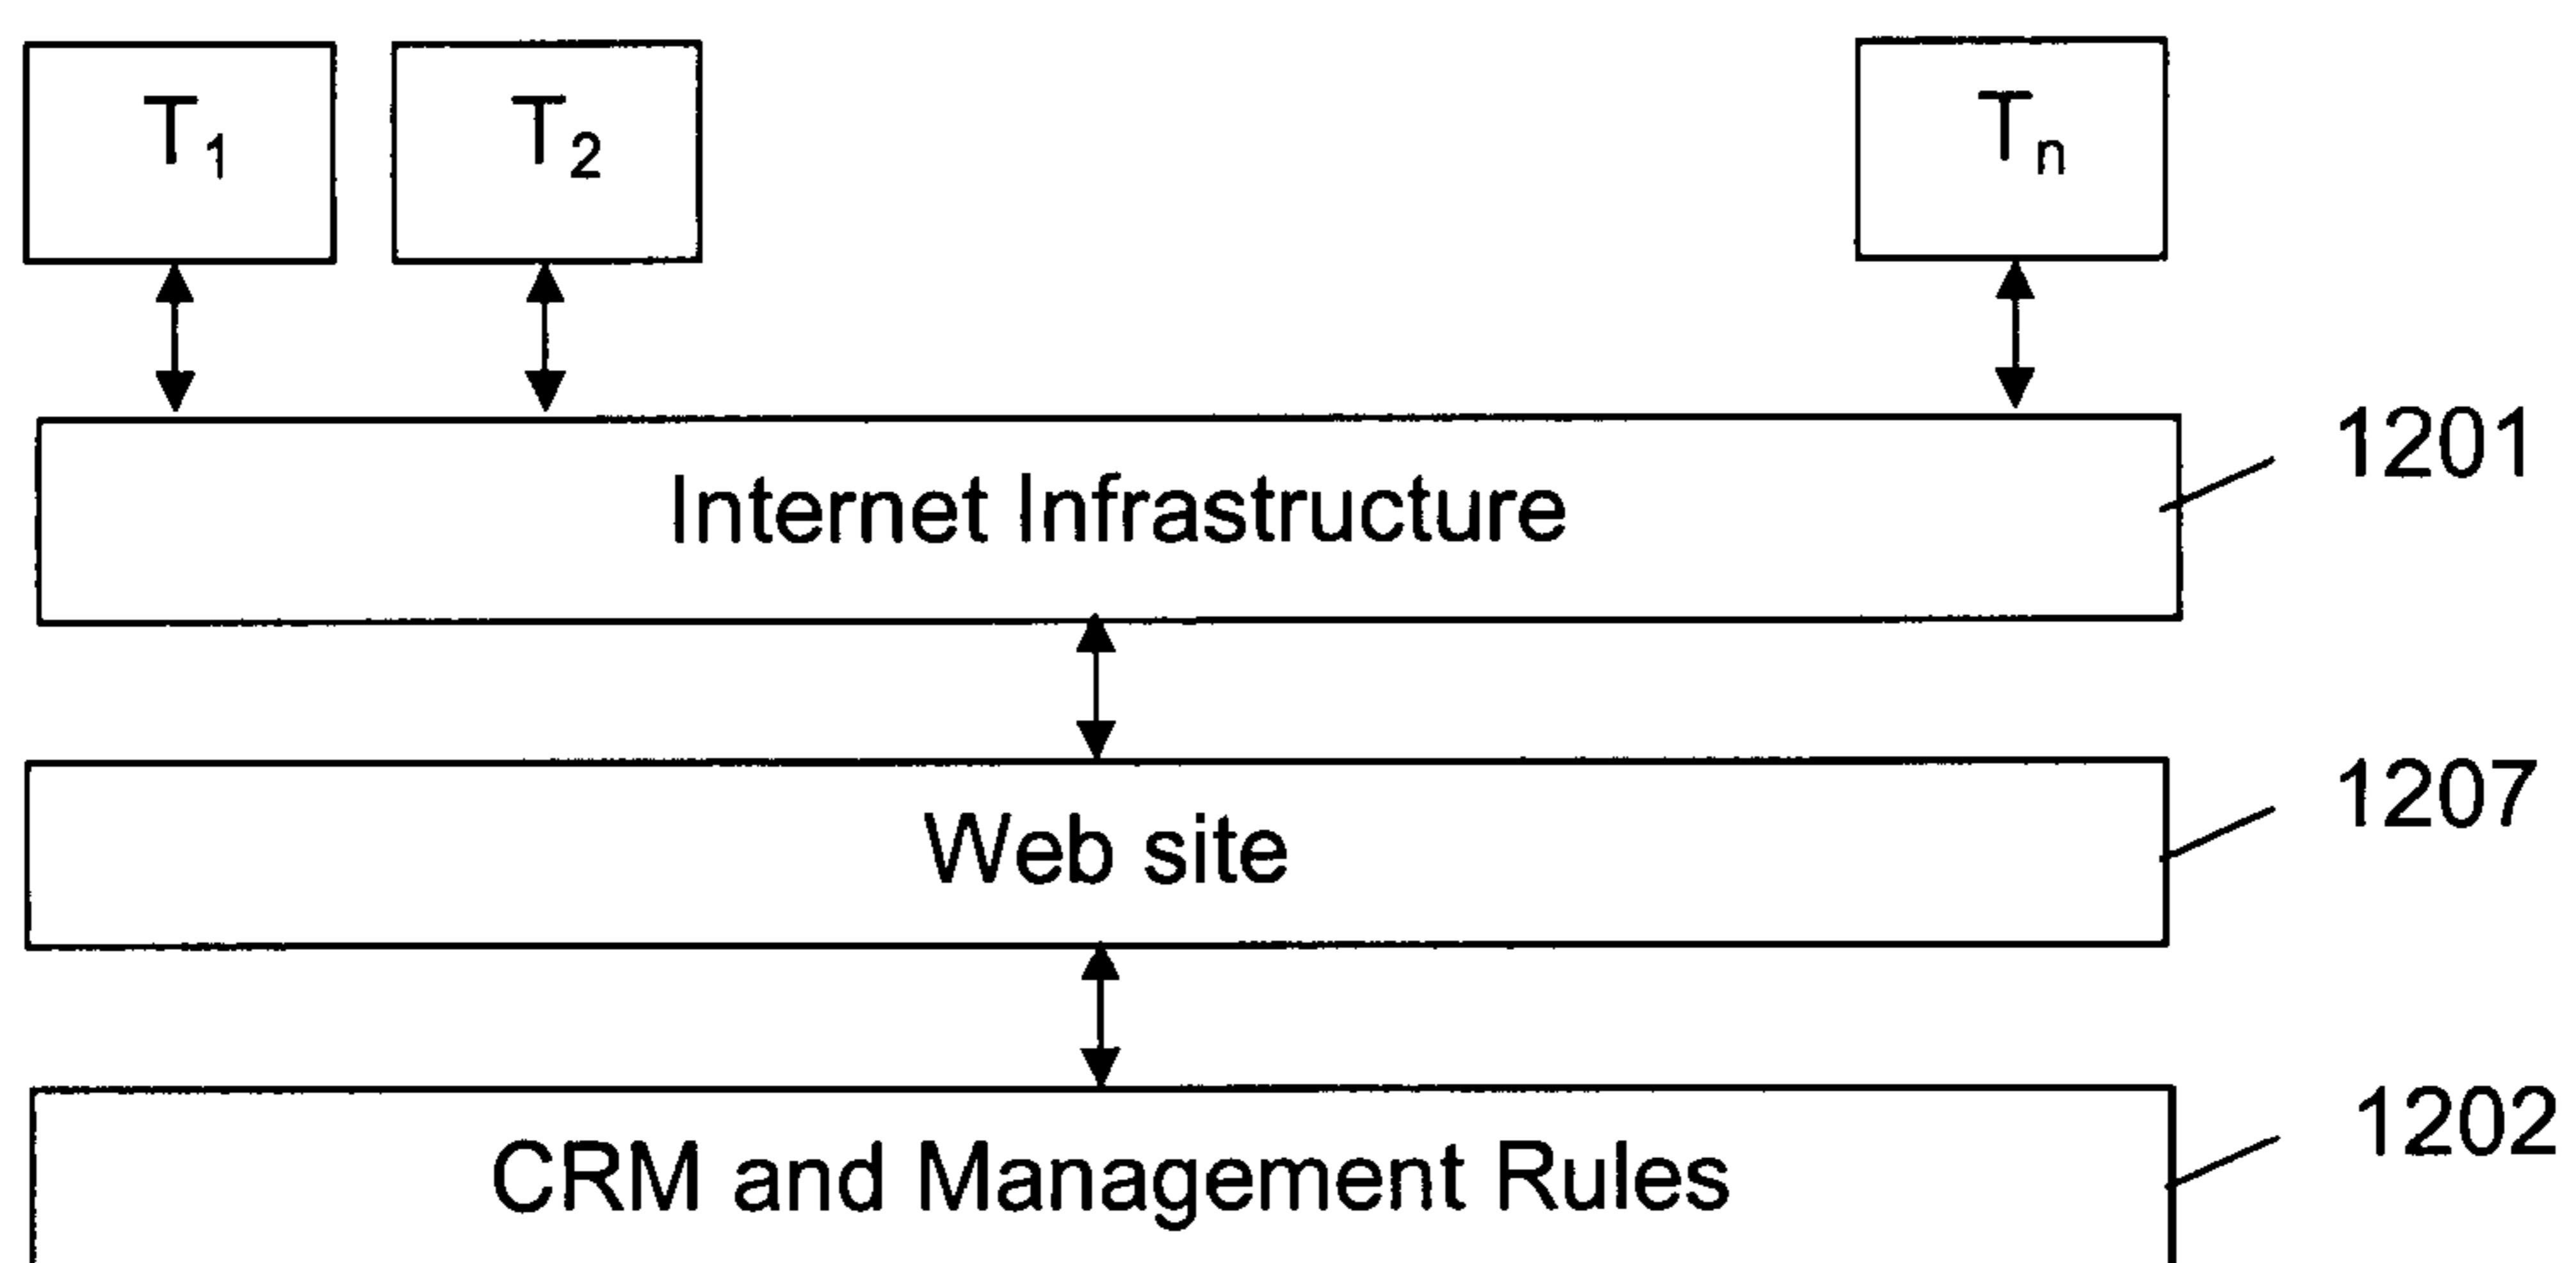 T₁ T₂ Tₙ
Internet Infrastructure 1201
Web site 1207
CRM and Management Rules 1202